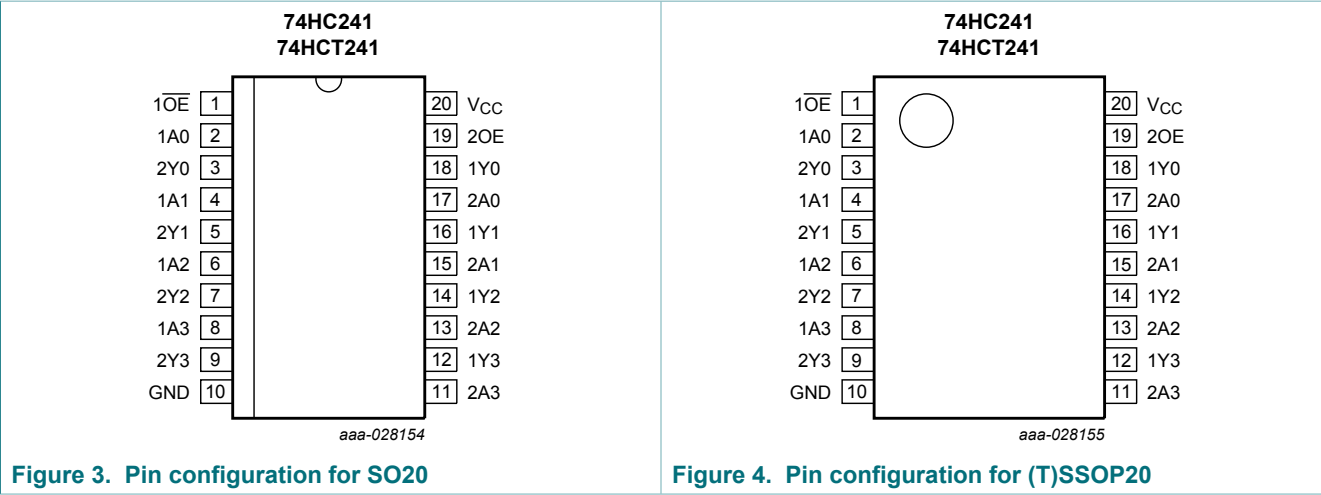 74HC241
74HCT241
1O̅E̅ 1 20 VCC
1A0 2 19 2OE
2Y0 3 18 1Y0
1A1 4 17 2A0
2Y1 5 16 1Y1
1A2 6 15 2A1
2Y2 7 14 1Y2
1A3 8 13 2A2
2Y3 9 12 1Y3
GND 10 11 2A3
aaa-028154
Figure 3. Pin configuration for SO20
74HC241
74HCT241
1O̅E̅ 1 20 VCC
1A0 2 19 2OE
2Y0 3 18 1Y0
1A1 4 17 2A0
2Y1 5 16 1Y1
1A2 6 15 2A1
2Y2 7 14 1Y2
1A3 8 13 2A2
2Y3 9 12 1Y3
GND 10 11 2A3
aaa-028155
Figure 4. Pin configuration for (T)SSOP20